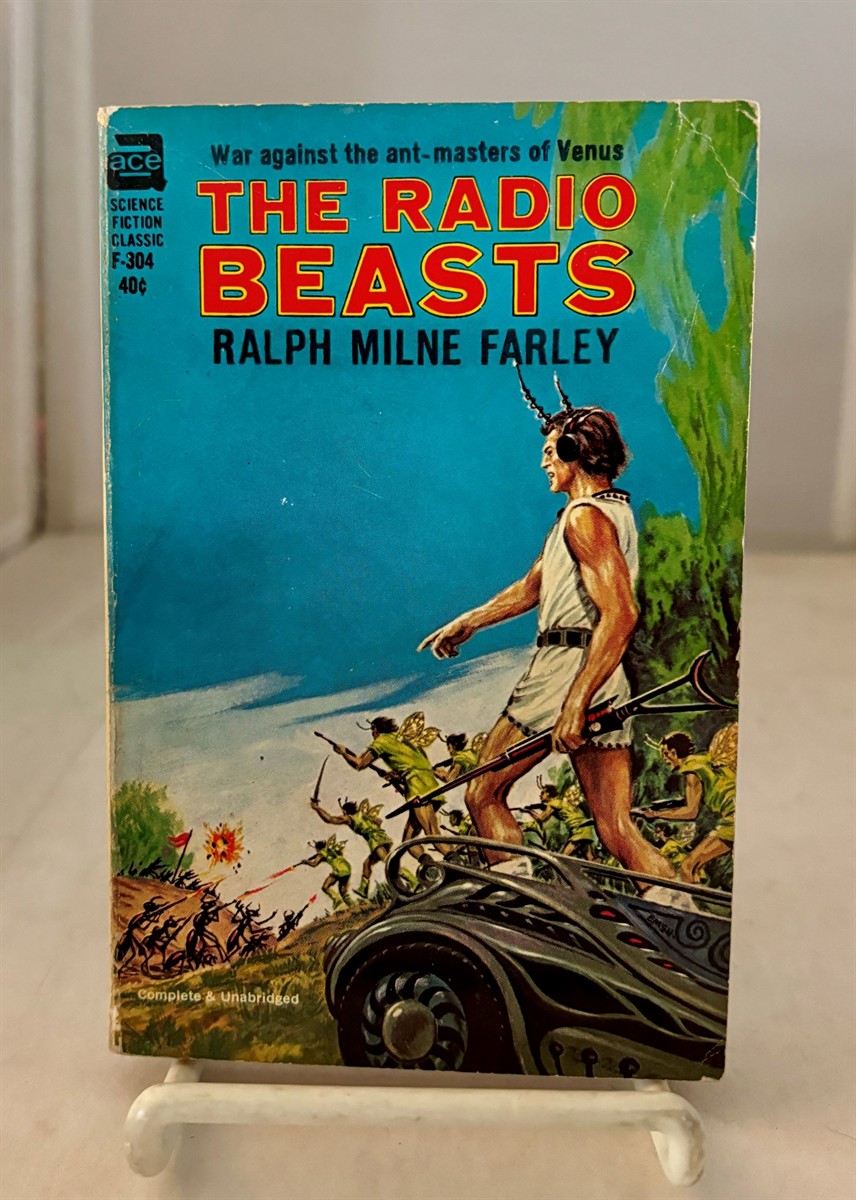 ace
SCIENCE
FICTION
CLASSIC
F-304
40¢
War against the ant-masters of Venus
THE RADIO
BEASTS
RALPH MILNE FARLEY
Complete & Unabridged